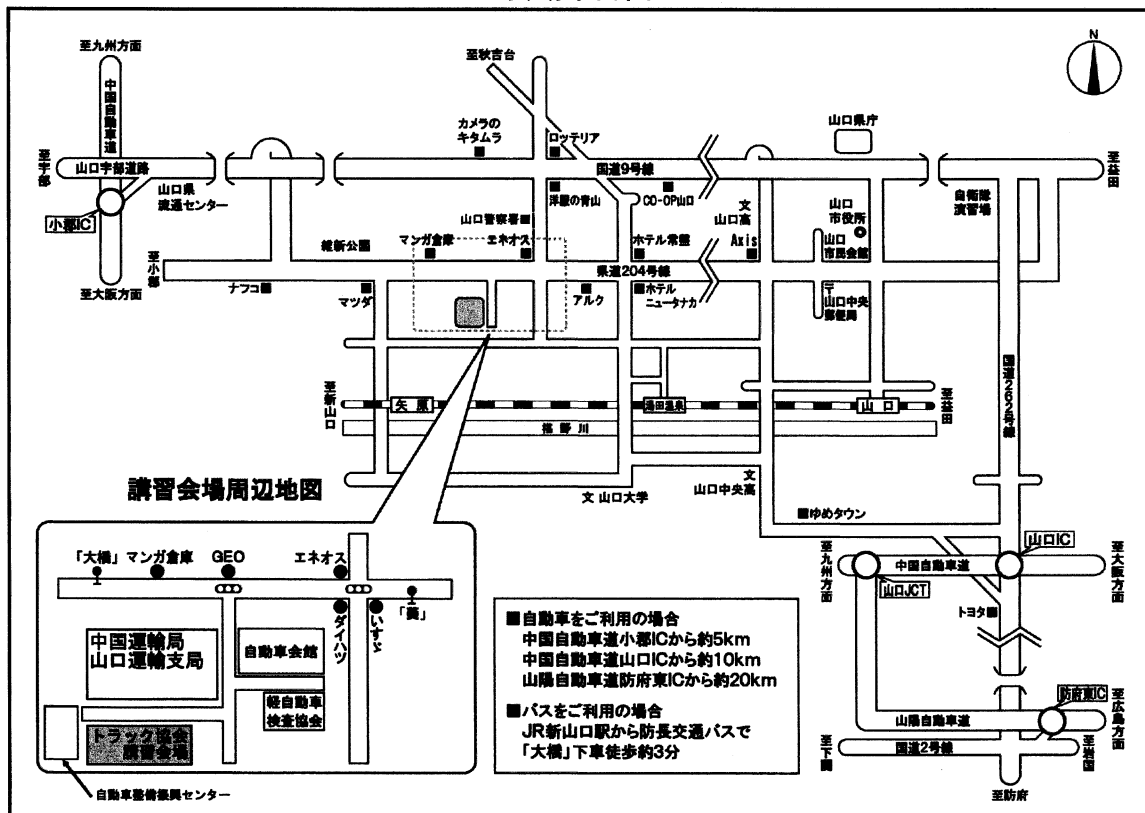 至九州方面
中国自動車道
至秋吉台
N
カメラの
キタムラ
ロッテリア
山口県庁
至宇部
山口宇部道路
国道9号線
至益田
山口県
流通センター
小郡IC
洋服の青山
CO-OP山口
文
山口高
山口
市役所
自衛隊
演習場
山口警察署
維新公園
マンガ倉庫
エネオス
ホテル常盤
Axis
山口
市民会館
至小郡
県道204号線
至大阪方面
ナフコ
マツダ
アルク
ホテル
ニュータナカ
〒
山口中央
郵便局
国道262号線
至新山口
矢原
湯田温泉
山口
至益田
椹野川
講習会場周辺地図
文 山口大学
文
山口中央高
ゆめタウン
山口IC
至九州方面
中国自動車道
至大阪方面
山口JCT
トヨタ
「大橋」
マンガ倉庫
GEO
エネオス
ダイハツ
いすゞ
「葵」
中国運輸局
山口運輸支局
自動車会館
軽自動車
検査協会
トラック協会
講習会場
自動車整備振興センター
■自動車をご利用の場合
中国自動車道小郡ICから約5km
中国自動車道山口ICから約10km
山陽自動車道防府東ICから約20km
■バスをご利用の場合
JR新山口駅から防長交通バスで
「大橋」下車徒歩約3分
防府東IC
山陽自動車道
至広島方面
至下関
国道2号線
至岩国
至防府